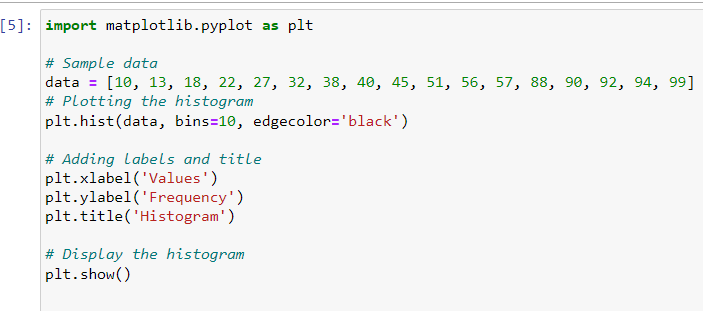 [5]: import matplotlib.pyplot as plt
# Sample data
data = [10, 13, 18, 22, 27, 32, 38, 40, 45, 51, 56, 57, 88, 90, 92, 94, 99]
# Plotting the histogram
plt.hist(data, bins=10, edgecolor='black')
# Adding labels and title
plt.xlabel('Values')
plt.ylabel('Frequency')
plt.title('Histogram')
# Display the histogram
plt.show()